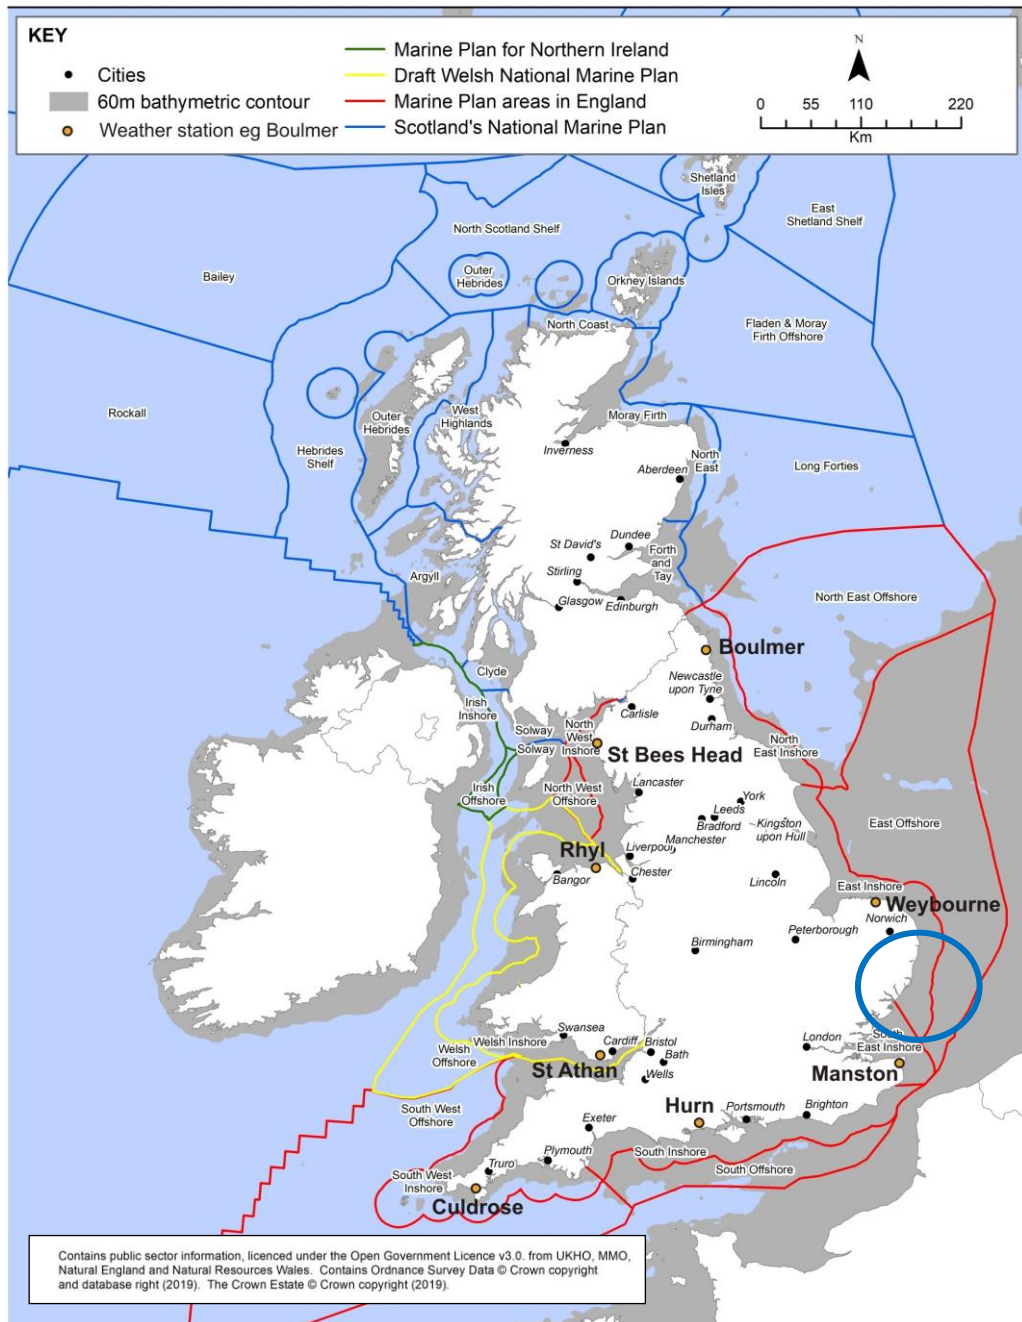 KEY
Cities
60m bathymetric contour
Weather station eg Boulmer
Marine Plan for Northern Ireland
Draft Welsh National Marine Plan
Marine Plan areas in England
Scotland's National Marine Plan
N
0 55 110 220
Km
Shetland
Isles
East
Shetland Shelf
North Scotland Shelf
Bailey
Outer
Hebrides
Orkney Islands
North Coast
Fladen & Moray
Firth Offshore
Rockall
Outer
Hebrides
West
Highlands
Moray Firth
Hebrides
Shelf
Inverness
North
East
Long Forties
Aberdeen
Dundee
St David's
Forth
and
Tay
Stirling
Argyll
Glasgow
Edinburgh
North East Offshore
Boulmer
Clyde
Newcastle
upon Tyne
Irish
Inshore
Carlisle
Durham
Solway
Solway
North
West
Inshore
St Bees Head
North
East Inshore
Irish
Offshore
North West
Offshore
Lancaster
York
Leeds
Bradford
Kingston
upon Hull
East Offshore
Manchester
Liverpool
Rhyl
Chester
Bangor
Lincoln
East Inshore
Weybourne
Norwich
Peterborough
Birmingham
Swansea
Welsh Inshore
Cardiff
Bristol
Bath
London
South
East Inshore
Welsh
Offshore
St Athan
Wells
Manston
South West
Offshore
Hurn
Portsmouth
Brighton
Exeter
South Inshore
Plymouth
South Offshore
Truro
South West
Inshore
Culdrose
Contains public sector information, licenced under the Open Government Licence v3.0. from UKHO, MMO,
Natural England and Natural Resources Wales. Contains Ordnance Survey Data © Crown copyright
and database right (2019). The Crown Estate © Crown copyright (2019).